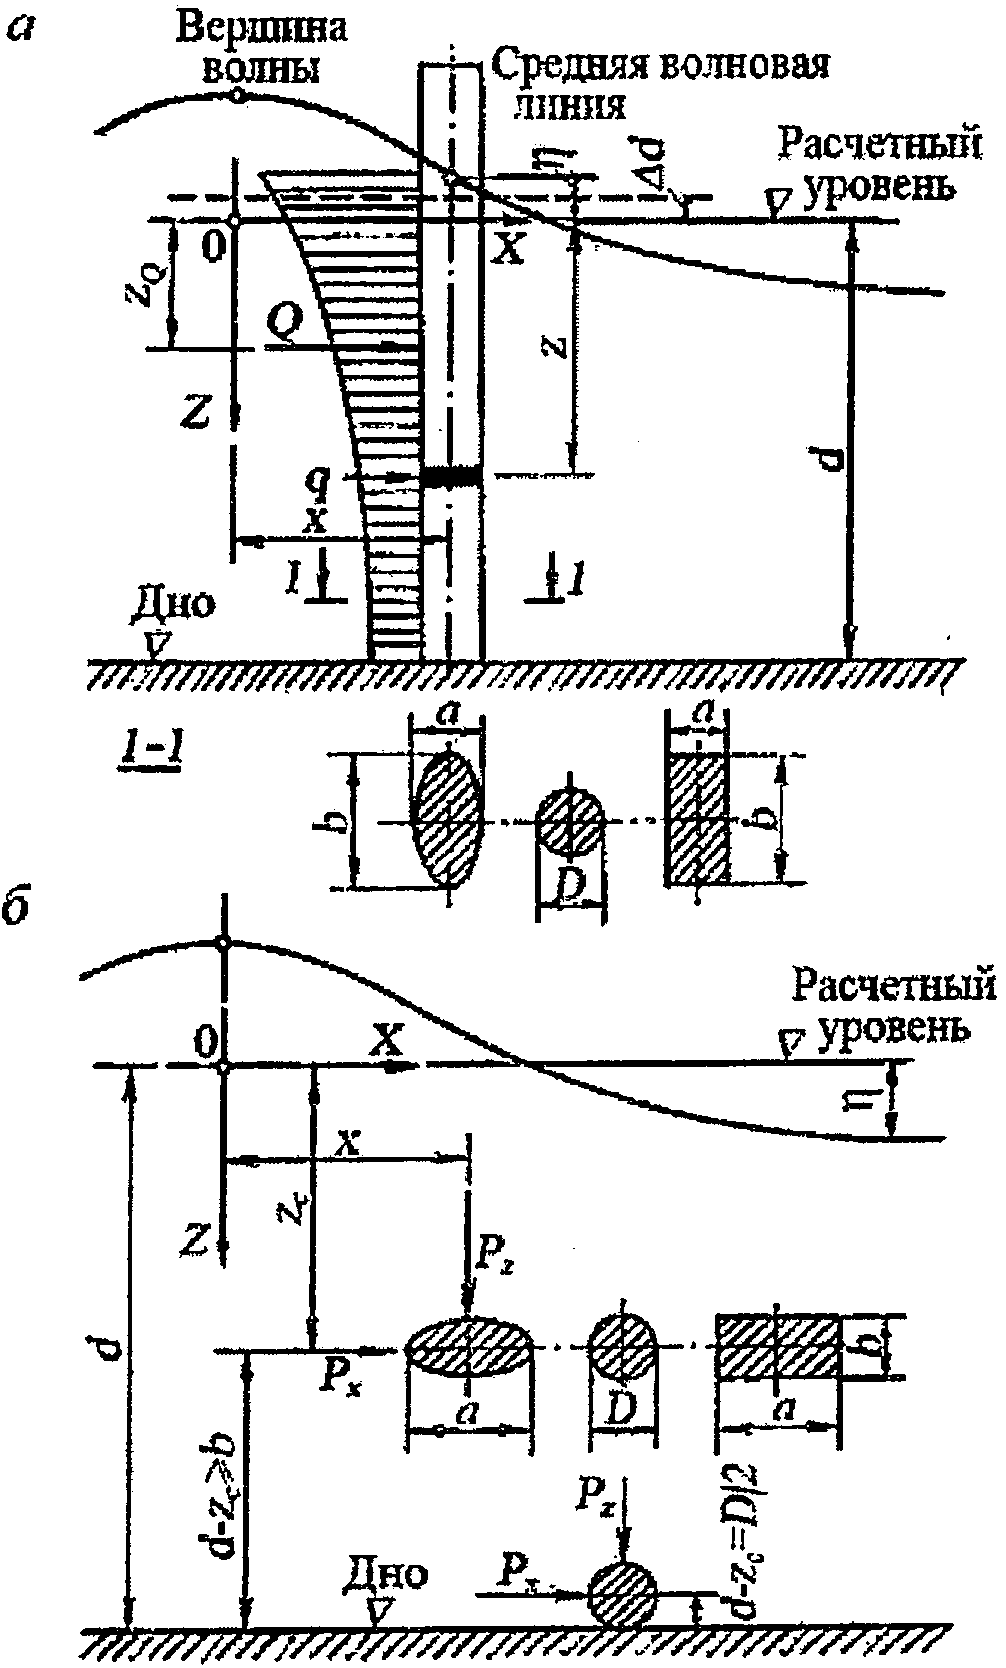 а
Вершина
волны
Средняя волновая
линия
η
Δd
Расчетный
уровень
0
X
z_Q
Q
Z
z
d
q
x
1
1
Дно
1-1
a
a
b
D
b
б
Расчетный
уровень
0
X
η
x
z_c
Z
P_z
d
P_x
b
a
D
a
d-z_c≥b
P_z
d-z_c=D/2
P_x
Дно